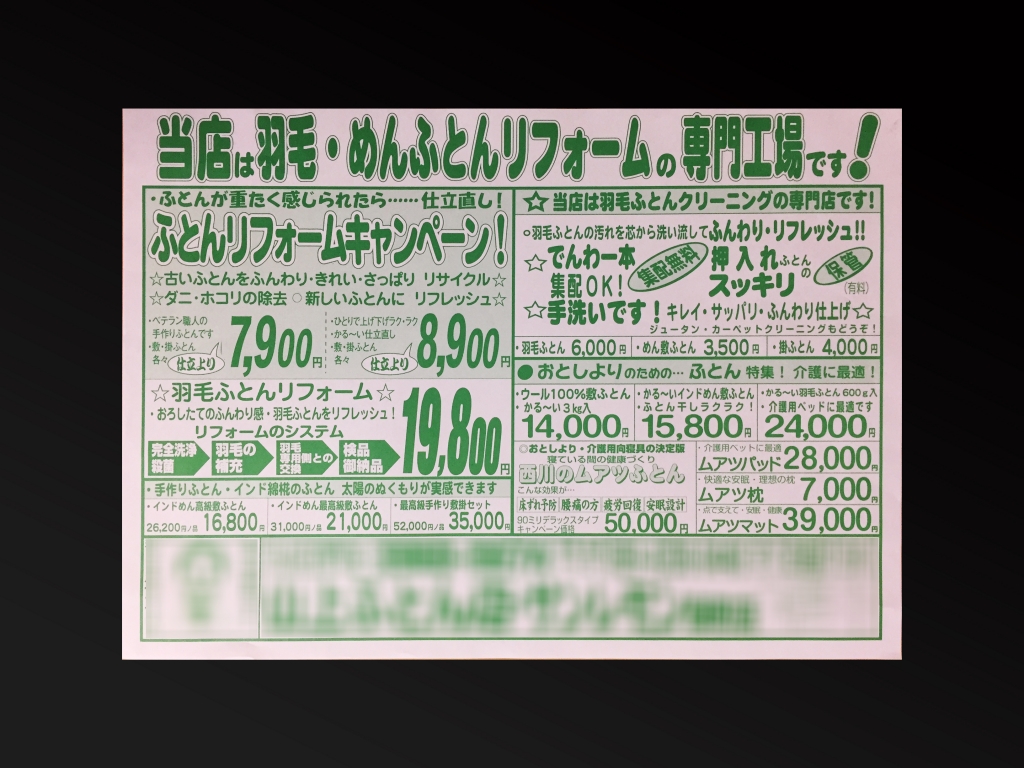 当店は羽毛・めんふとんリフォームの専門工場です!
・ふとんが重たく感じられたら……仕立直し!
ふとんリフォームキャンペーン!
☆古いふとんをふんわり・きれい・さっぱり リサイクル☆
☆ダニ・ホコリの除去 ○新しいふとんに リフレッシュ☆
・ベテラン職人の
手作りふとんです
・敷・掛ふとん
各々 仕立より 7,900円
・ひとりで上げ下げラク・ラク
・かる〜い仕立直し
・敷・掛ふとん
各々 仕立より 8,900円
☆羽毛ふとんリフォーム☆
・おろしたてのふんわり感・羽毛ふとんをリフレッシュ!
リフォームのシステム
完全洗浄
殺菌
羽毛の
補充
羽毛
専用側との
交換
検品
御納品
19,800円
・手作りふとん・インド綿椛のふとん 太陽のぬくもりが実感できます
・インド綿高級敷ふとん
26,200円/品 16,800円
・インドめん最高級敷ふとん
31,000円/品 21,000円
・最高級手作り敷掛セット
52,000円/品 35,000円
☆当店は羽毛ふとんクリーニングの専門店です!
○羽毛ふとんの汚れを芯から洗い流してふんわり・リフレッシュ!!
☆でんわ一本
集配OK!
集配無料
押入れふとんの
スッキリ
保管
(有料)
☆手洗いです!キレイ・サッパリ・ふんわり仕上げ☆
ジュータン・カーペットクリーニングもどうぞ!
・羽毛ふとん 6,000円
・めん敷ふとん 3,500円
・掛ふとん 4,000円
●おとしよりのための…ふとん特集!介護に最適!
・ウール100%敷ふとん
・かる〜い3kg入
14,000円
・かる〜いインドめん敷ふとん
・ふとん干しラクラク!
15,800円
・かる〜い羽毛ふとん600g入
・介護用ベッドに最適です
24,000円
○おとしより・介護用向寝具の決定版
寝ている間の健康づくり
西川のムアツふとん
こんな効果が…
床ずれ予防 腰痛の方 疲労回復 安眠設計
90ミリデラックスタイプ
キャンペーン価格
50,000円
・介護用ベットに最適
ムアツパッド 28,000円
・快適な安眠・理想の枕
ムアツ枕 7,000円
・点で支えて・安眠・健康
ムアツマット 39,000円